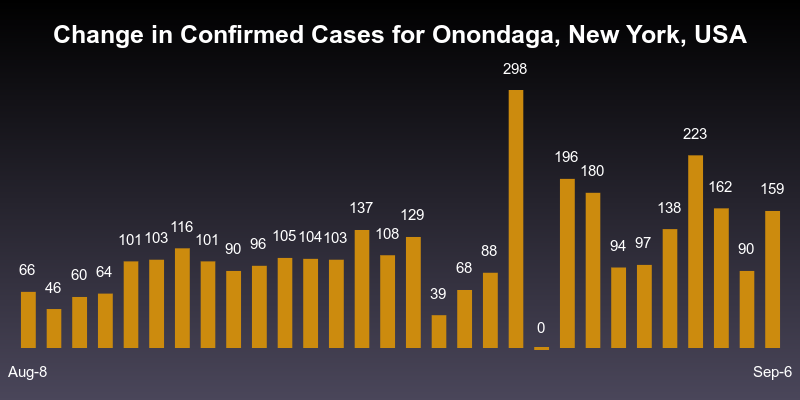 Change in Confirmed Cases for Onondaga, New York, USA
66 46 60 64 101 103 116 101 90 96 105 104 103 137 108 129 39 68 88 298 0 196 180 94 97 138 223 162 90 159
Aug-8 Sep-6